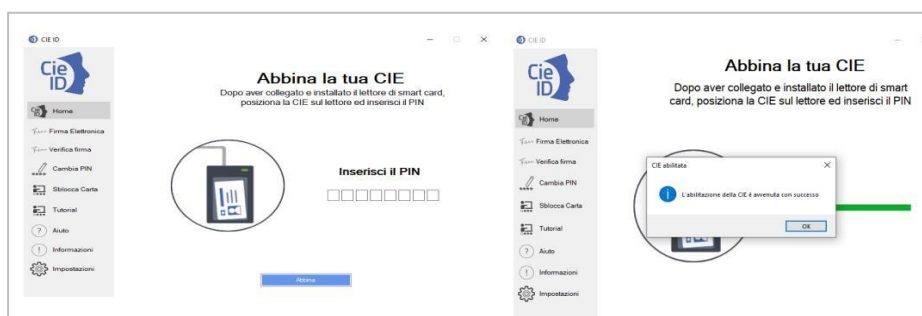 CIE ID
Cie
ID
Home
Firma Elettronica
Verifica firma
Cambia PIN
Sblocca Carta
Tutorial
Aiuto
Informazioni
Impostazioni
Abbina la tua CIE
Dopo aver collegato e installato il lettore di smart card,
posiziona la CIE sul lettore ed inserisci il PIN
Inserisci il PIN
Abbina
CIE ID
Cie
ID
Home
Firma Elettronica
Verifica firma
Cambia PIN
Sblocca Carta
Tutorial
Aiuto
Informazioni
Impostazioni
Abbina la tua CIE
Dopo aver collegato e installato il lettore di smart
card, posiziona la CIE sul lettore ed inserisci il PIN
CIE abilitata
L'abilitazione della CIE è avvenuta con successo
OK